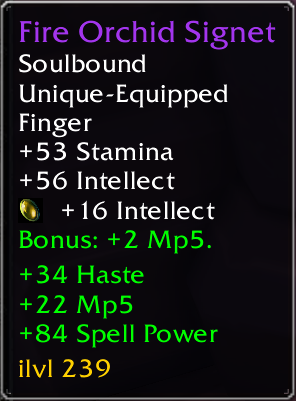 Fire Orchid Signet
Soulbound
Unique-Equipped
Finger
+53 Stamina
+56 Intellect
+16 Intellect
Bonus: +2 Mp5.
+34 Haste
+22 Mp5
+84 Spell Power
ilvl 239